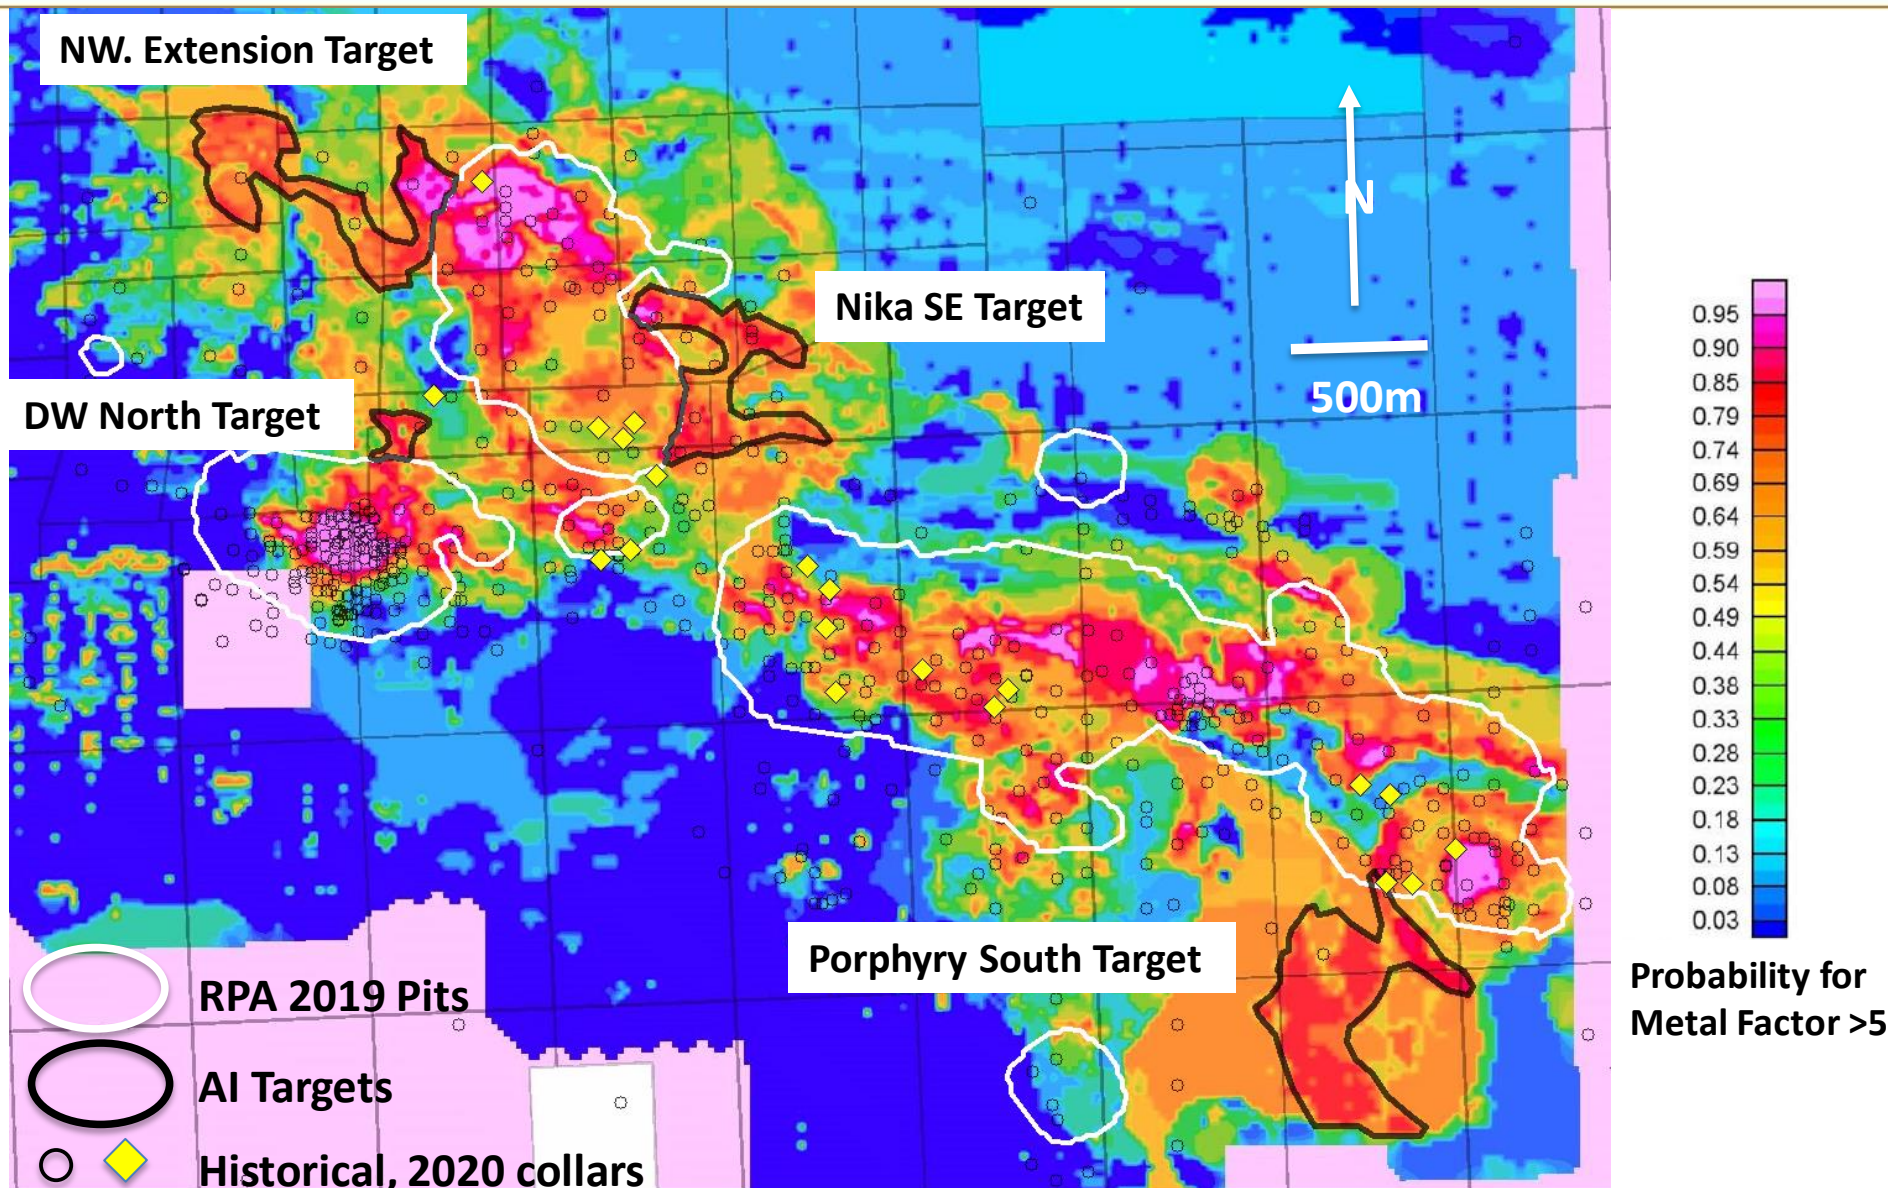 NW. Extension Target
N
Nika SE Target
500m
DW North Target
Porphyry South Target
RPA 2019 Pits
AI Targets
Historical, 2020 collars
0.95
0.90
0.85
0.79
0.74
0.69
0.64
0.59
0.54
0.49
0.44
0.38
0.33
0.28
0.23
0.18
0.13
0.08
0.03
Probability for
Metal Factor >5